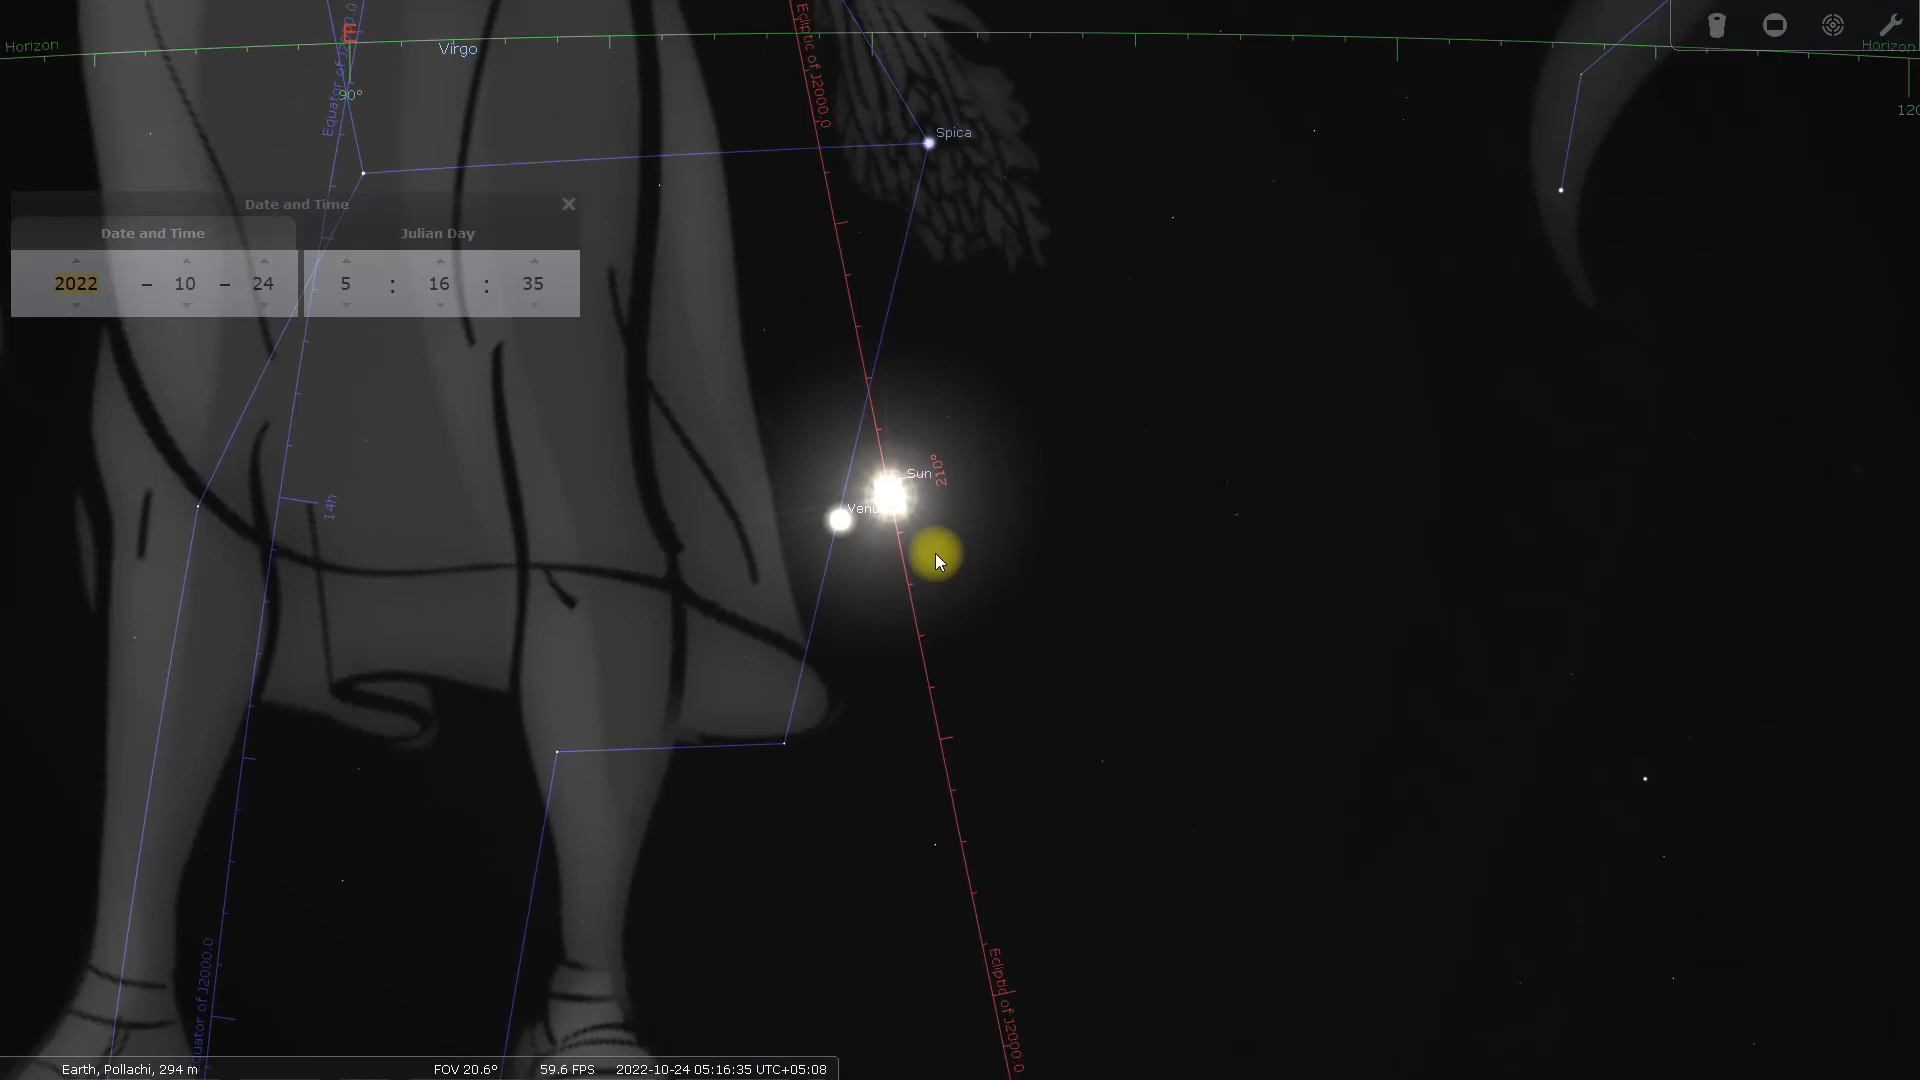 Horizon
Virgo
E
90°
Equator of J2000.0
Ecliptic of J2000.0
Horizon
120
Spica
Date and Time
Date and Time
Julian Day
2022 – 10 – 24 5 : 16 : 35
Sun
210°
Venus
14h
Equator of J2000.0
Ecliptic of J2000.0
Earth, Pollachi, 294 m FOV 20.6° 59.6 FPS 2022-10-24 05:16:35 UTC+05:08